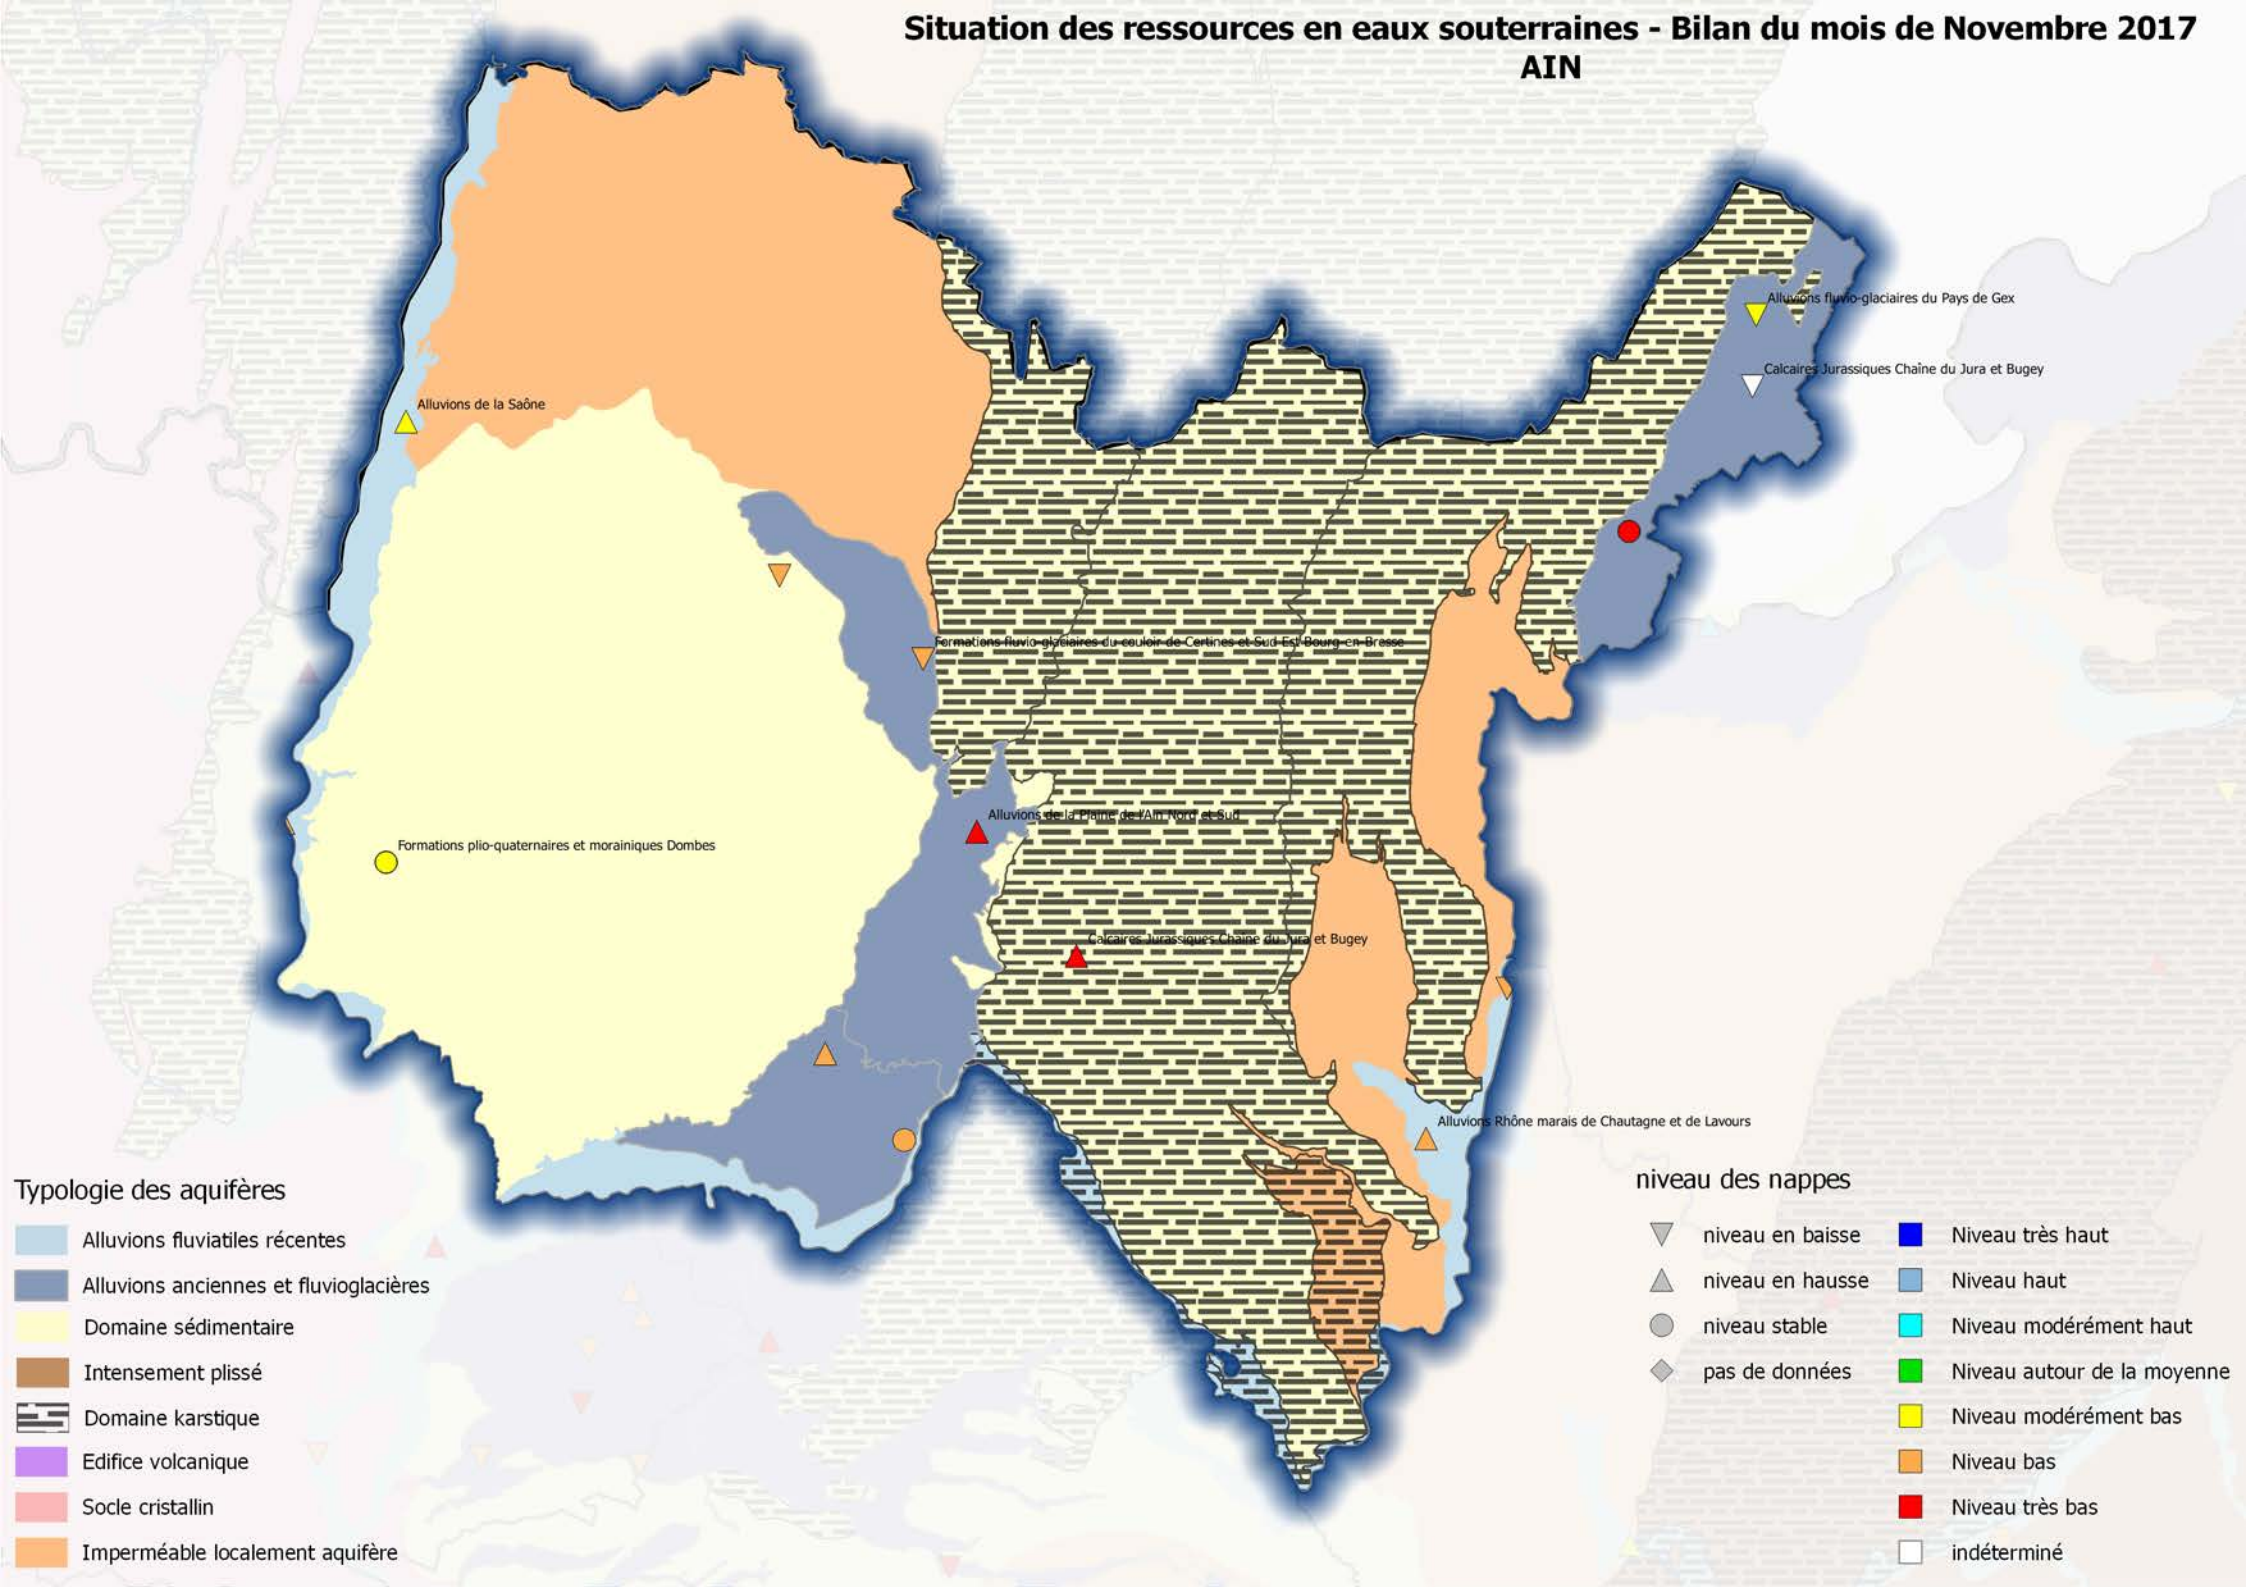 Situation des ressources en eaux souterraines - Bilan du mois de Novembre 2017
AIN
Alluvions fluvio-glaciaires du Pays de Gex
Calcaires Jurassiques Chaîne du Jura et Bugey
Alluvions de la Saône
Formations fluvio-glaciaires du couloir de Certines et Sud-Est Bourg-en-Bresse
Alluvions de la Plaine de l'Ain Nord et Sud
Formations plio-quaternaires et morainiques Dombes
Calcaires Jurassiques Chaîne du Jura et Bugey
Alluvions Rhône marais de Chautagne et de Lavours
Typologie des aquifères
Alluvions fluviatiles récentes
Alluvions anciennes et fluvioglacières
Domaine sédimentaire
Intensement plissé
Domaine karstique
Edifice volcanique
Socle cristallin
Imperméable localement aquifère
niveau des nappes
niveau en baisse
niveau en hausse
niveau stable
pas de données
Niveau très haut
Niveau haut
Niveau modérément haut
Niveau autour de la moyenne
Niveau modérément bas
Niveau bas
Niveau très bas
indéterminé